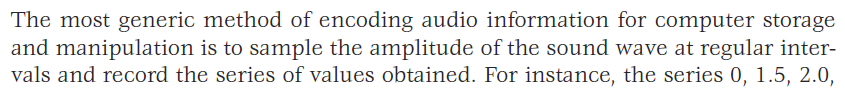 The most generic method of encoding audio information for computer storage
and manipulation is to sample the amplitude of the sound wave at regular inter-
vals and record the series of values obtained. For instance, the series 0, 1.5, 2.0,